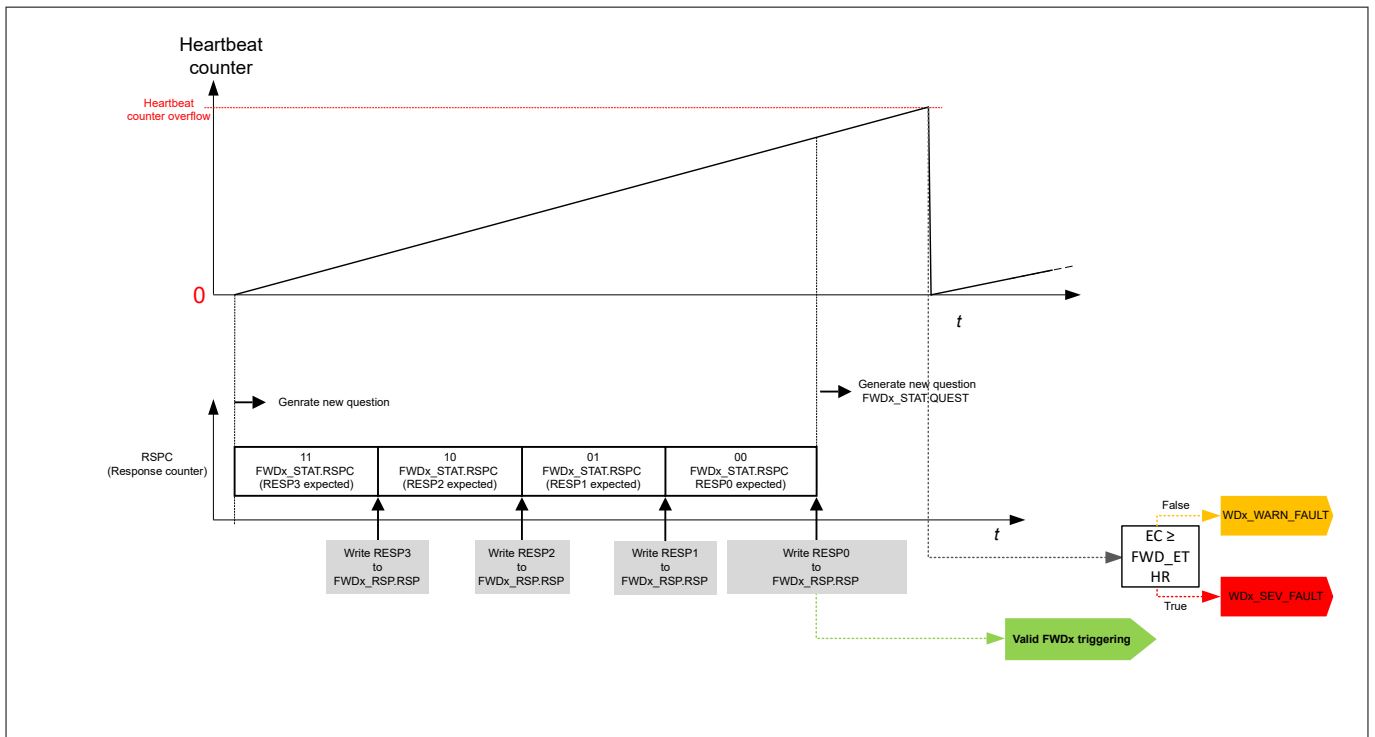 Heartbeat
counter
Heartbeat
counter overflow
0
t
Genrate new question
Generate new question
FWDx_STAT.QUEST
RSPC
(Response counter)
11
FWDx_STAT.RSPC
(RESP3 expected)
10
FWDx_STAT.RSPC
(RESP2 expected)
01
FWDx_STAT.RSPC
(RESP1 expected)
00
FWDx_STAT.RSPC
RESP0 expected)
t
Write RESP3
to
FWDx_RSP.RSP
Write RESP2
to
FWDx_RSP.RSP
Write RESP1
to
FWDx_RSP.RSP
Write RESP0
to
FWDx_RSP.RSP
EC ≥
FWD_ET
HR
False
WDx_WARN_FAULT
True
WDx_SEV_FAULT
Valid FWDx triggering